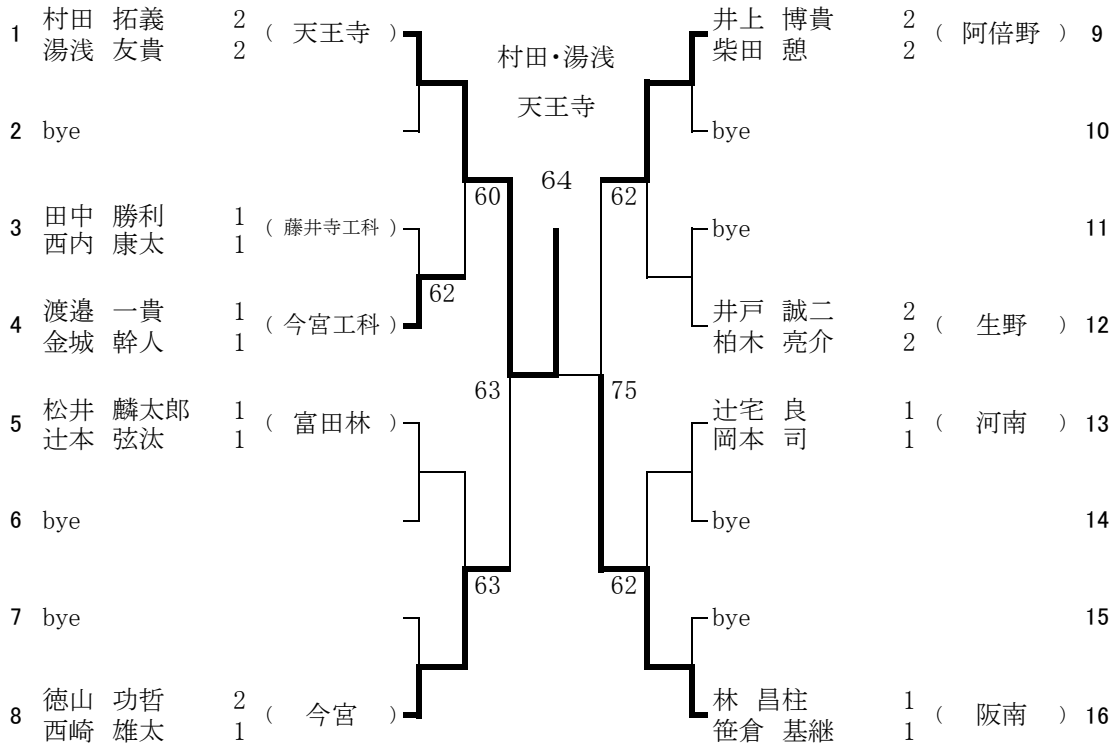 1 村田 拓義 2 ( 天王寺 )
湯浅 友貴 2
2 bye
3 田中 勝利 1 ( 藤井寺工科 )
西内 康太 1
4 渡邉 一貴 1 ( 今宮工科 )
金城 幹人 1
5 松井 麟太郎 1 ( 富田林 )
辻本 弦汰 1
6 bye
7 bye
8 徳山 功哲 2 ( 今宮 )
西崎 雄太 1
村田・湯浅
天王寺
64
60
62
63
63
62
75
62
井上 博貴 2 ( 阿倍野 ) 9
柴田 憩 2
bye 10
bye 11
井戸 誠二 2 ( 生野 ) 12
柏木 亮介 2
辻宅 良 1 ( 河南 ) 13
岡本 司 1
bye 14
bye 15
林 昌柱 1 ( 阪南 ) 16
笹倉 基継 1